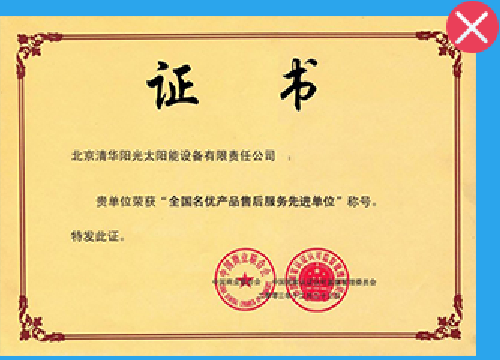 证书
北京清华阳光太阳能设备有限责任公司
贵单位荣获“全国名优产品售后服务先进单位”称号。
特发此证。